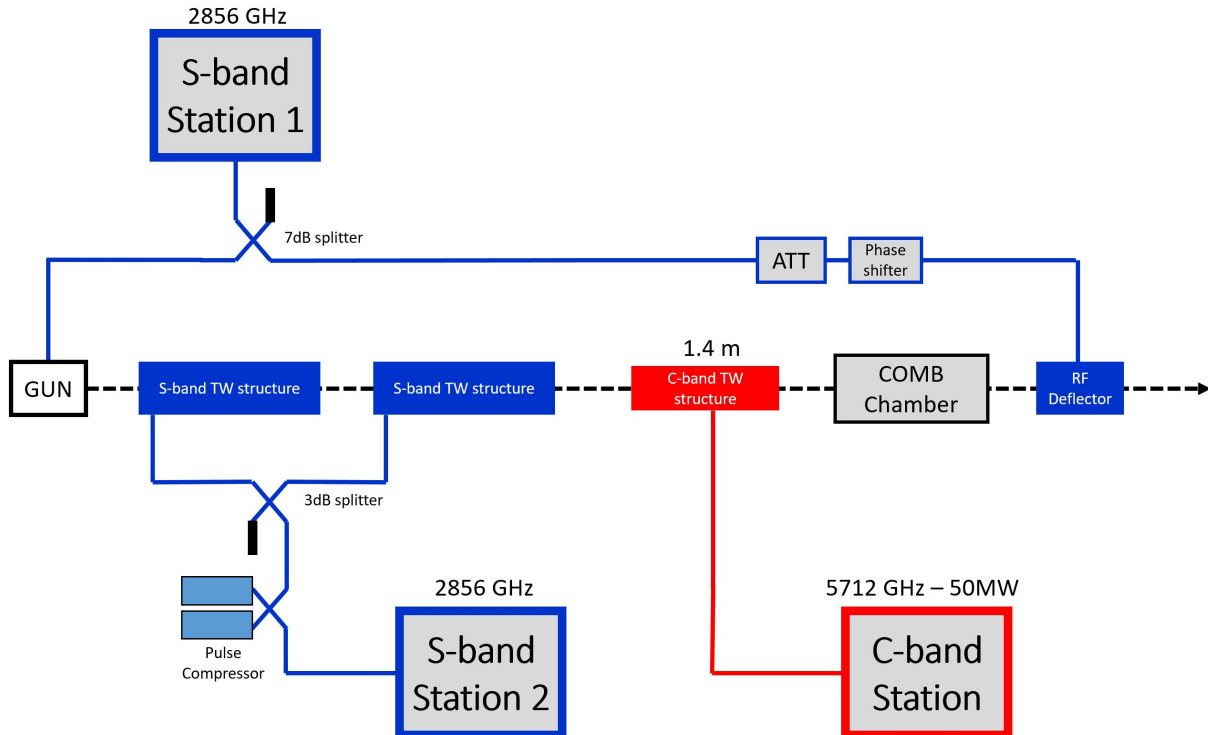 2856 GHz
S-band
Station 1
7dB splitter
ATT
Phase
shifter
GUN
S-band TW structure
S-band TW structure
1.4 m
C-band TW
structure
COMB
Chamber
RF
Deflector
3dB splitter
Pulse
Compressor
2856 GHz
S-band
Station 2
5712 GHz – 50MW
C-band
Station